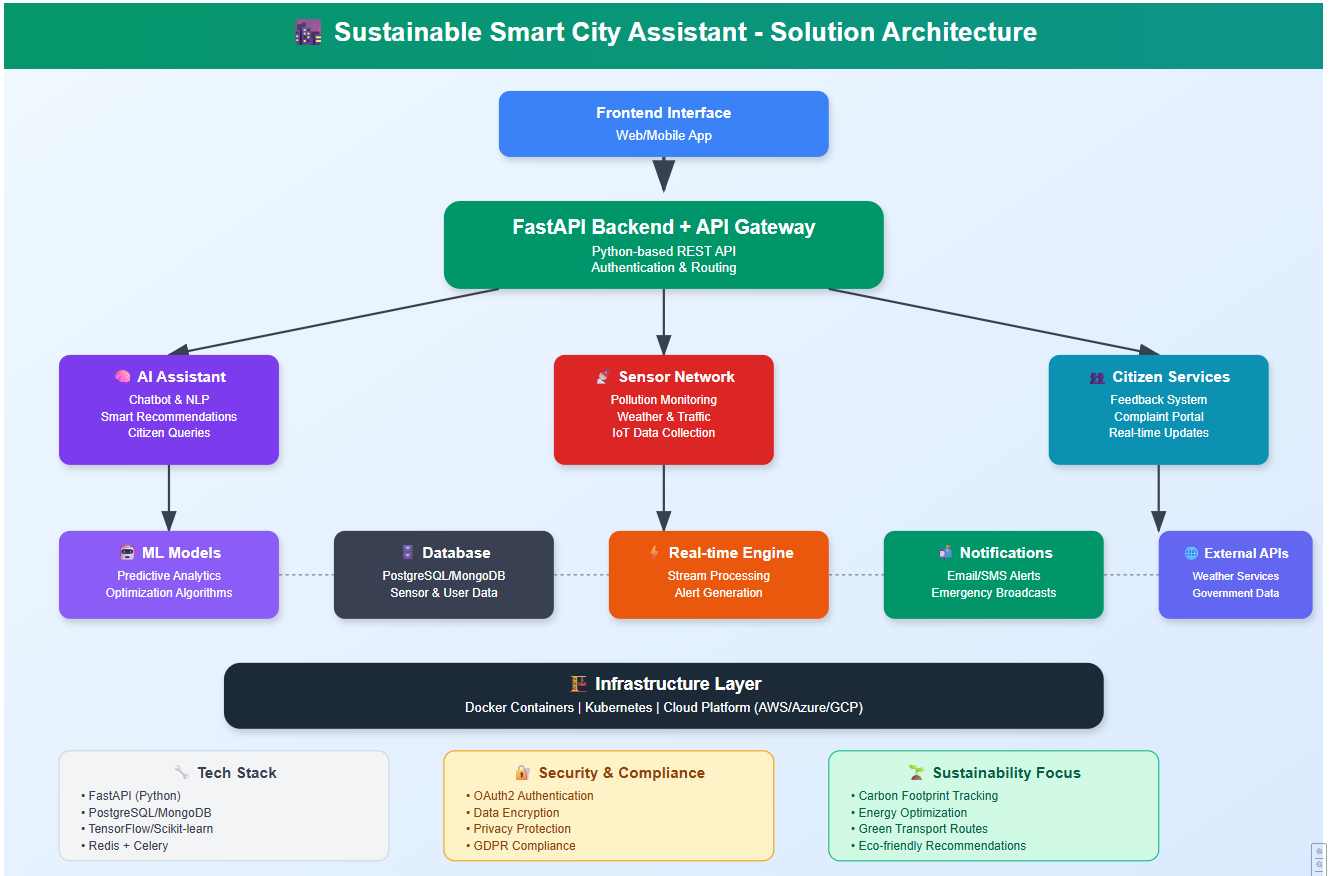 Sustainable Smart City Assistant - Solution Architecture
Frontend Interface
Web/Mobile App
FastAPI Backend + API Gateway
Python-based REST API
Authentication & Routing
AI Assistant
Chatbot & NLP
Smart Recommendations
Citizen Queries
Sensor Network
Pollution Monitoring
Weather & Traffic
IoT Data Collection
Citizen Services
Feedback System
Complaint Portal
Real-time Updates
ML Models
Predictive Analytics
Optimization Algorithms
Database
PostgreSQL/MongoDB
Sensor & User Data
Real-time Engine
Stream Processing
Alert Generation
Notifications
Email/SMS Alerts
Emergency Broadcasts
External APIs
Weather Services
Government Data
Infrastructure Layer
Docker Containers | Kubernetes | Cloud Platform (AWS/Azure/GCP)
Tech Stack
• FastAPI (Python)
• PostgreSQL/MongoDB
• TensorFlow/Scikit-learn
• Redis + Celery
Security & Compliance
• OAuth2 Authentication
• Data Encryption
• Privacy Protection
• GDPR Compliance
Sustainability Focus
• Carbon Footprint Tracking
• Energy Optimization
• Green Transport Routes
• Eco-friendly Recommendations